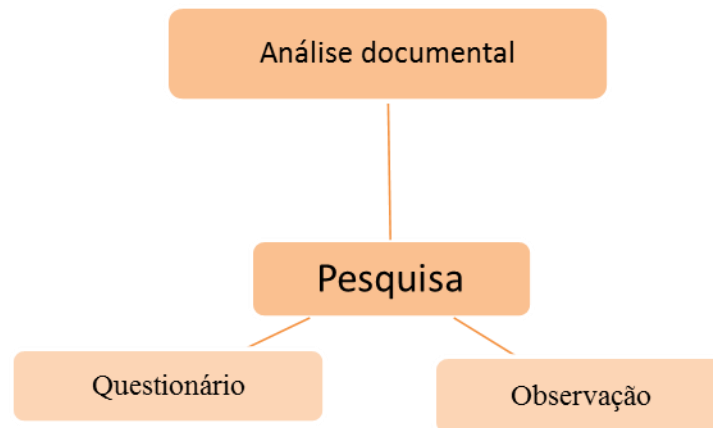 Análise documental
Pesquisa
Questionário
Observação